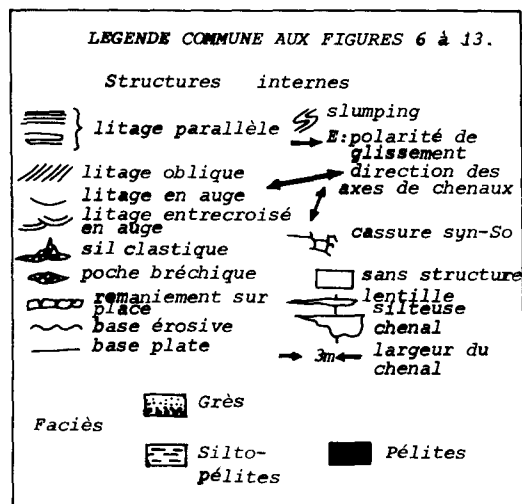 LEGENDE COMMUNE AUX FIGURES 6 à 13.
Structures internes
litage parallèle
litage oblique
litage en auge
litage entrecroisé
en auge
sil clastique
poche bréchique
remaniement sur
place
base érosive
base plate
slumping
E:polarité de
glissement
direction des
axes de chenaux
cassure syn-So
sans structure
lentille
silteuse
chenal
3m
largeur du
chenal
Faciès
Grès
Silto-
pélites
Pélites